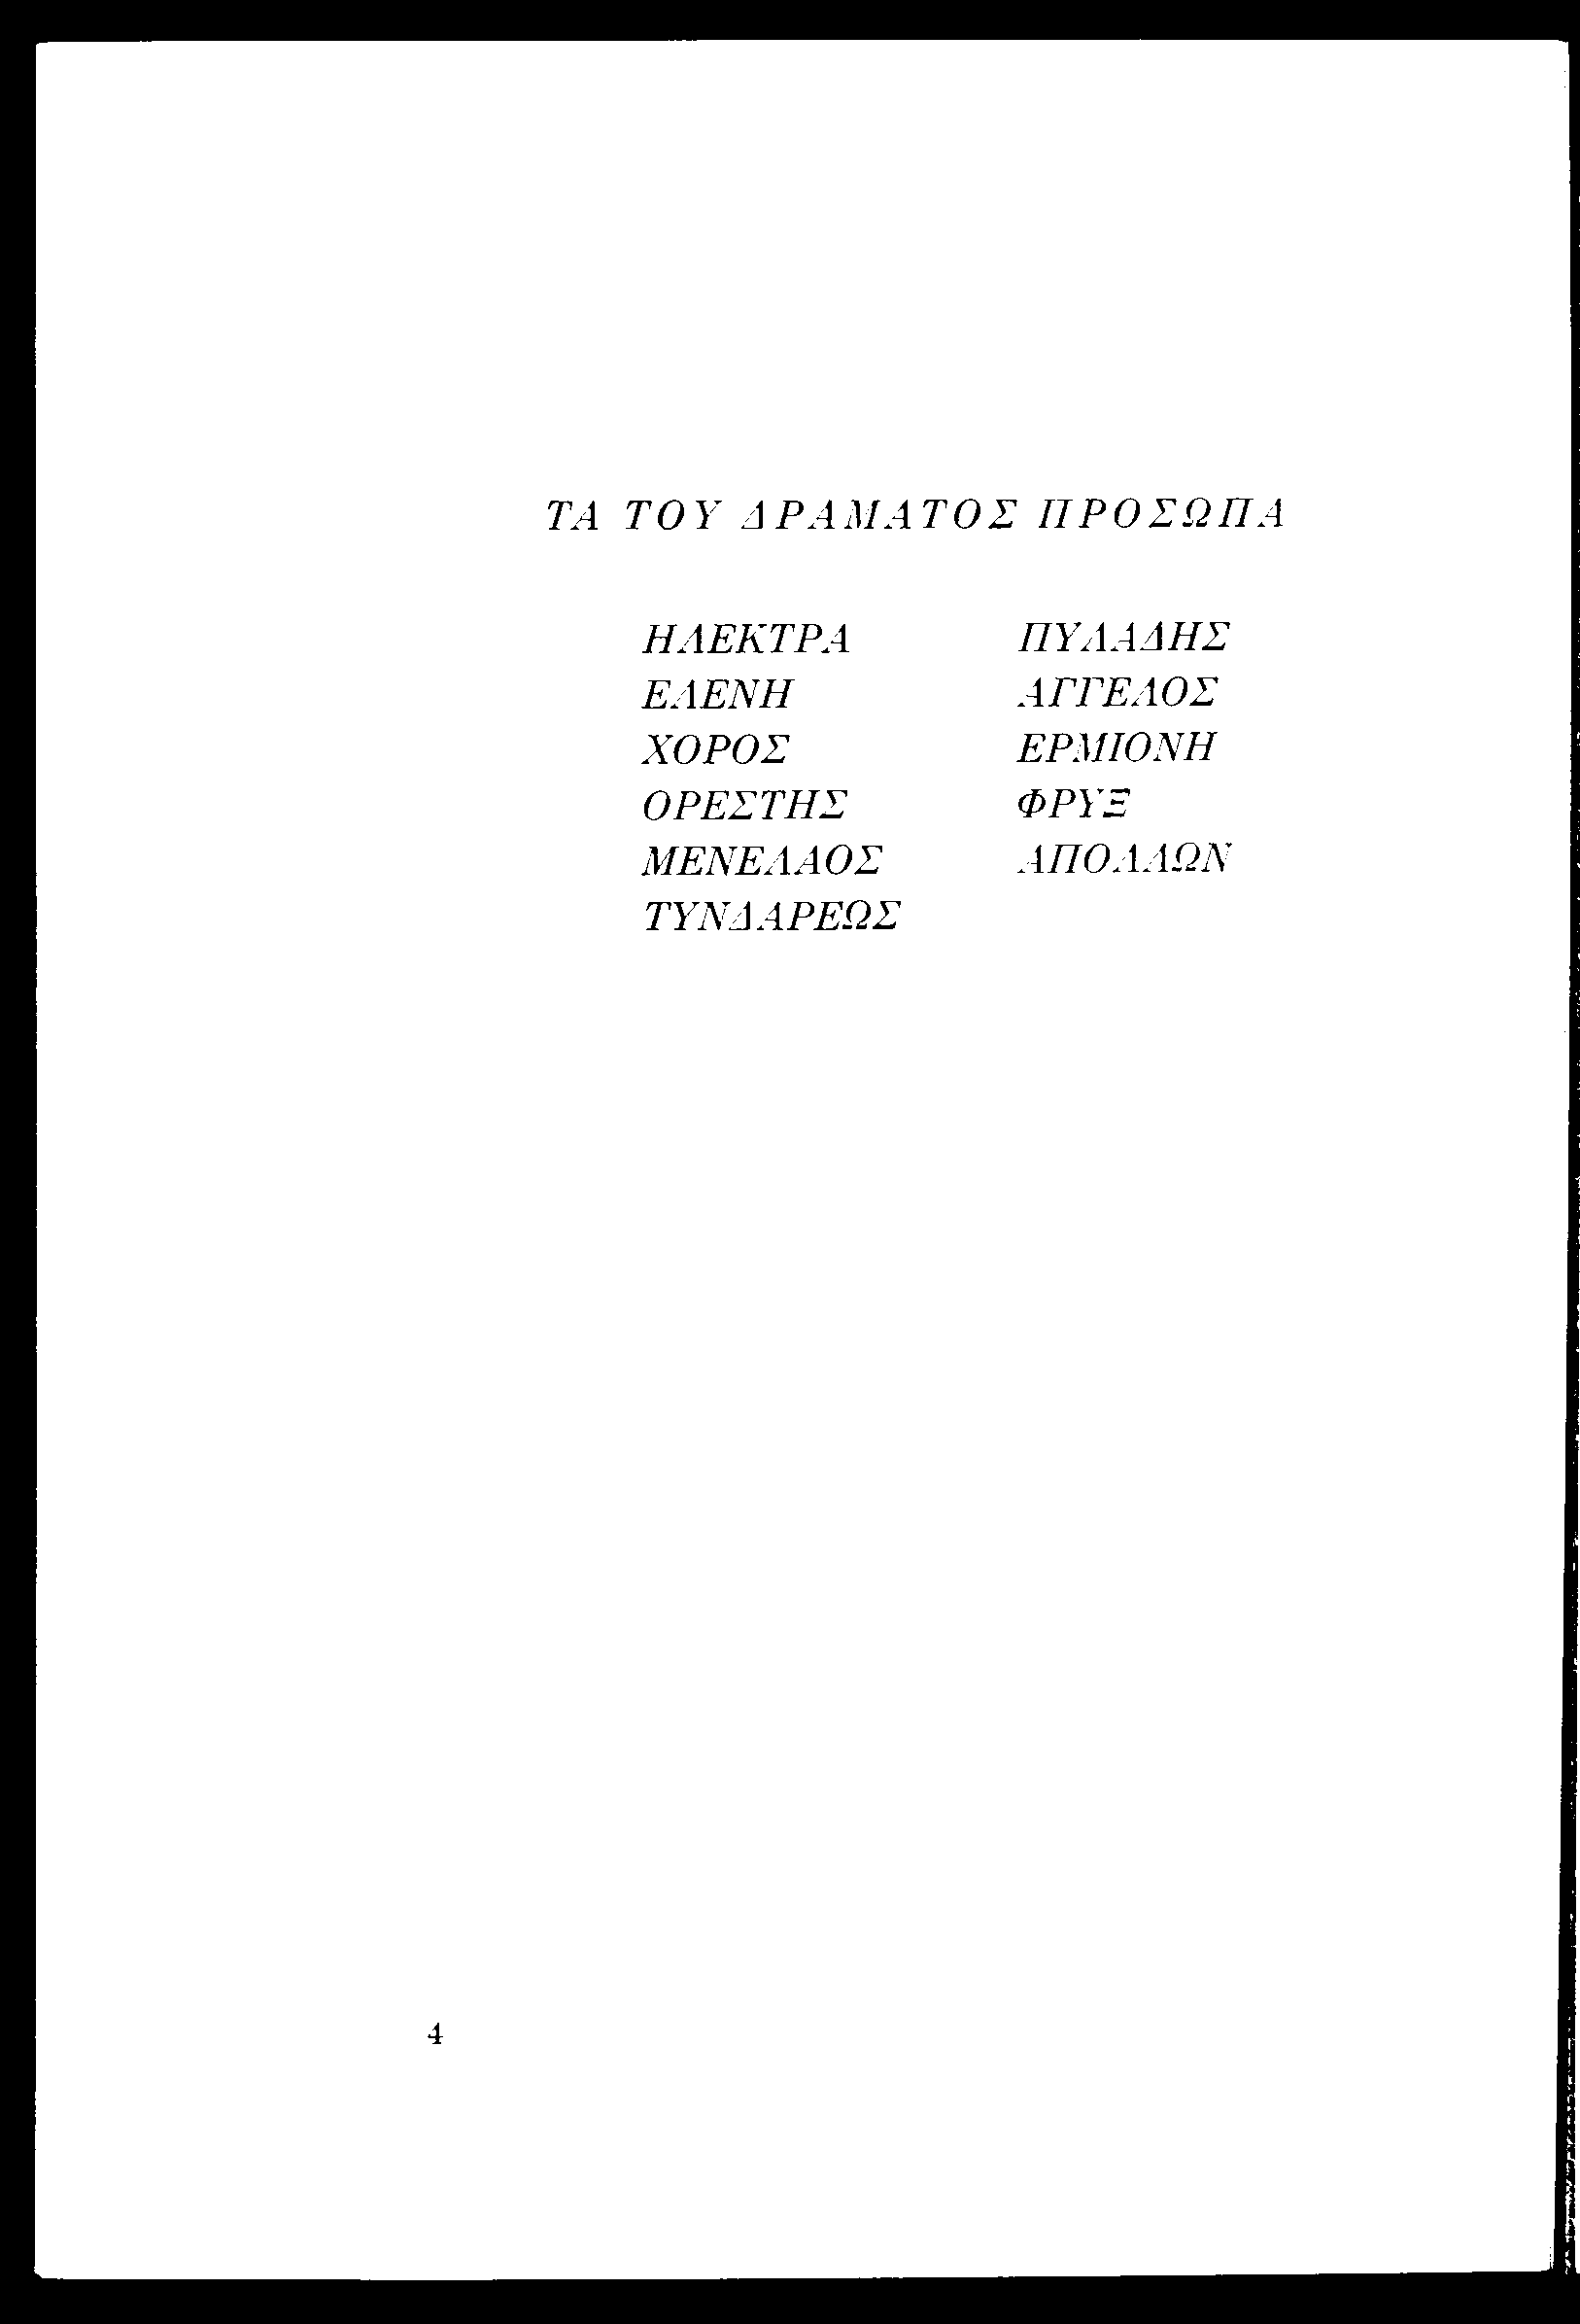 ΤΑ ΤΟΥ ΔΡΑΜΑΤΟΣ ΠΡΟΣΩΠΑ
ΗΛΕΚΤΡΑ
ΕΛΕΝΗ
ΧΟΡΟΣ
ΟΡΕΣΤΗΣ
ΜΕΝΕΛΑΟΣ
ΤΥΝΔΑΡΕΩΣ
ΠΥΛΑΔΗΣ
ΑΓΓΕΛΟΣ
ΕΡΜΙΟΝΗ
ΦΡΥΞ
ΑΠΟΛΛΩΝ
4